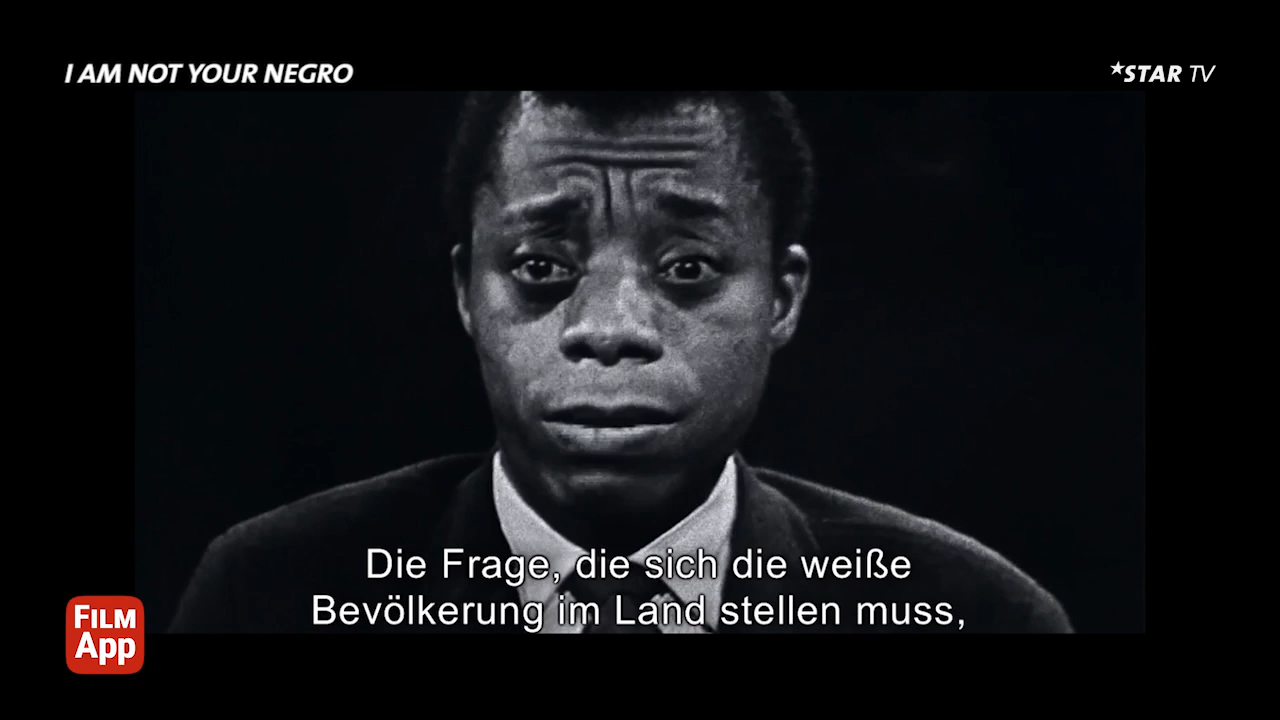 I AM NOT YOUR NEGRO
*STAR TV
Die Frage, die sich die weiße
Bevölkerung im Land stellen muss,
FILM
App